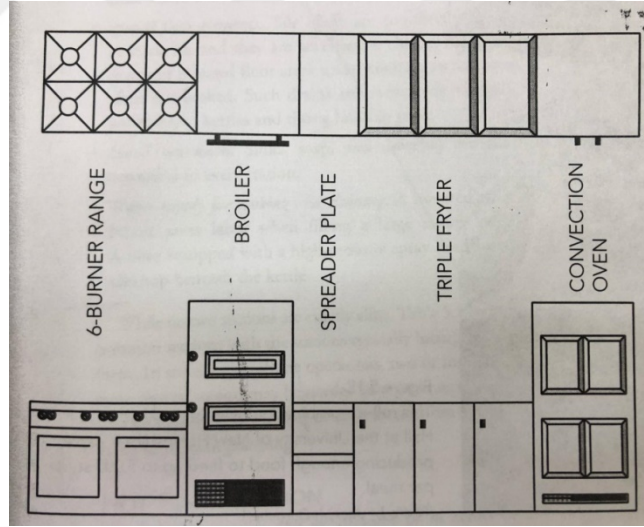 6-BURNER RANGE
BROILER
SPREADER PLATE
TRIPLE FRYER
CONVECTION
OVEN